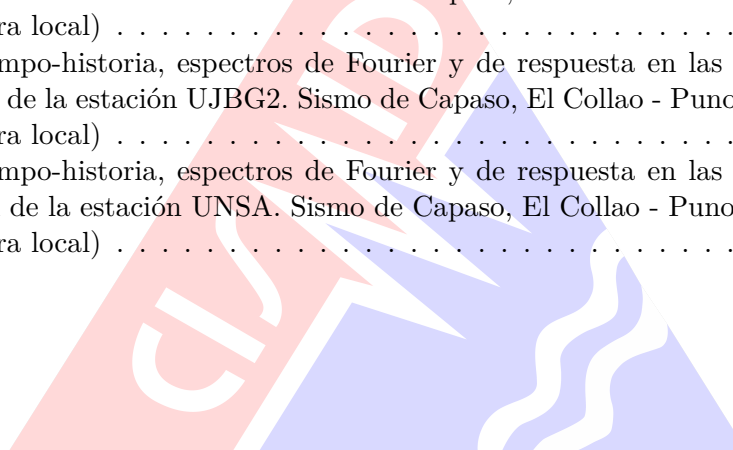 ra local) . . . . . . . . . . . . . . . . . . . . . . . . . . . . .
mpo-historia, espectros de Fourier y de respuesta en las
de la estación UJBG2. Sismo de Capaso, El Collao - Puno
ra local) . . . . . . . . . . . . . . . . . . . . . . . . . . . . .
mpo-historia, espectros de Fourier y de respuesta en las
de la estación UNSA. Sismo de Capaso, El Collao - Puno
ra local) . . . . . . . . . . . . . . . . . . . . . . . . . . . . .
CISMID